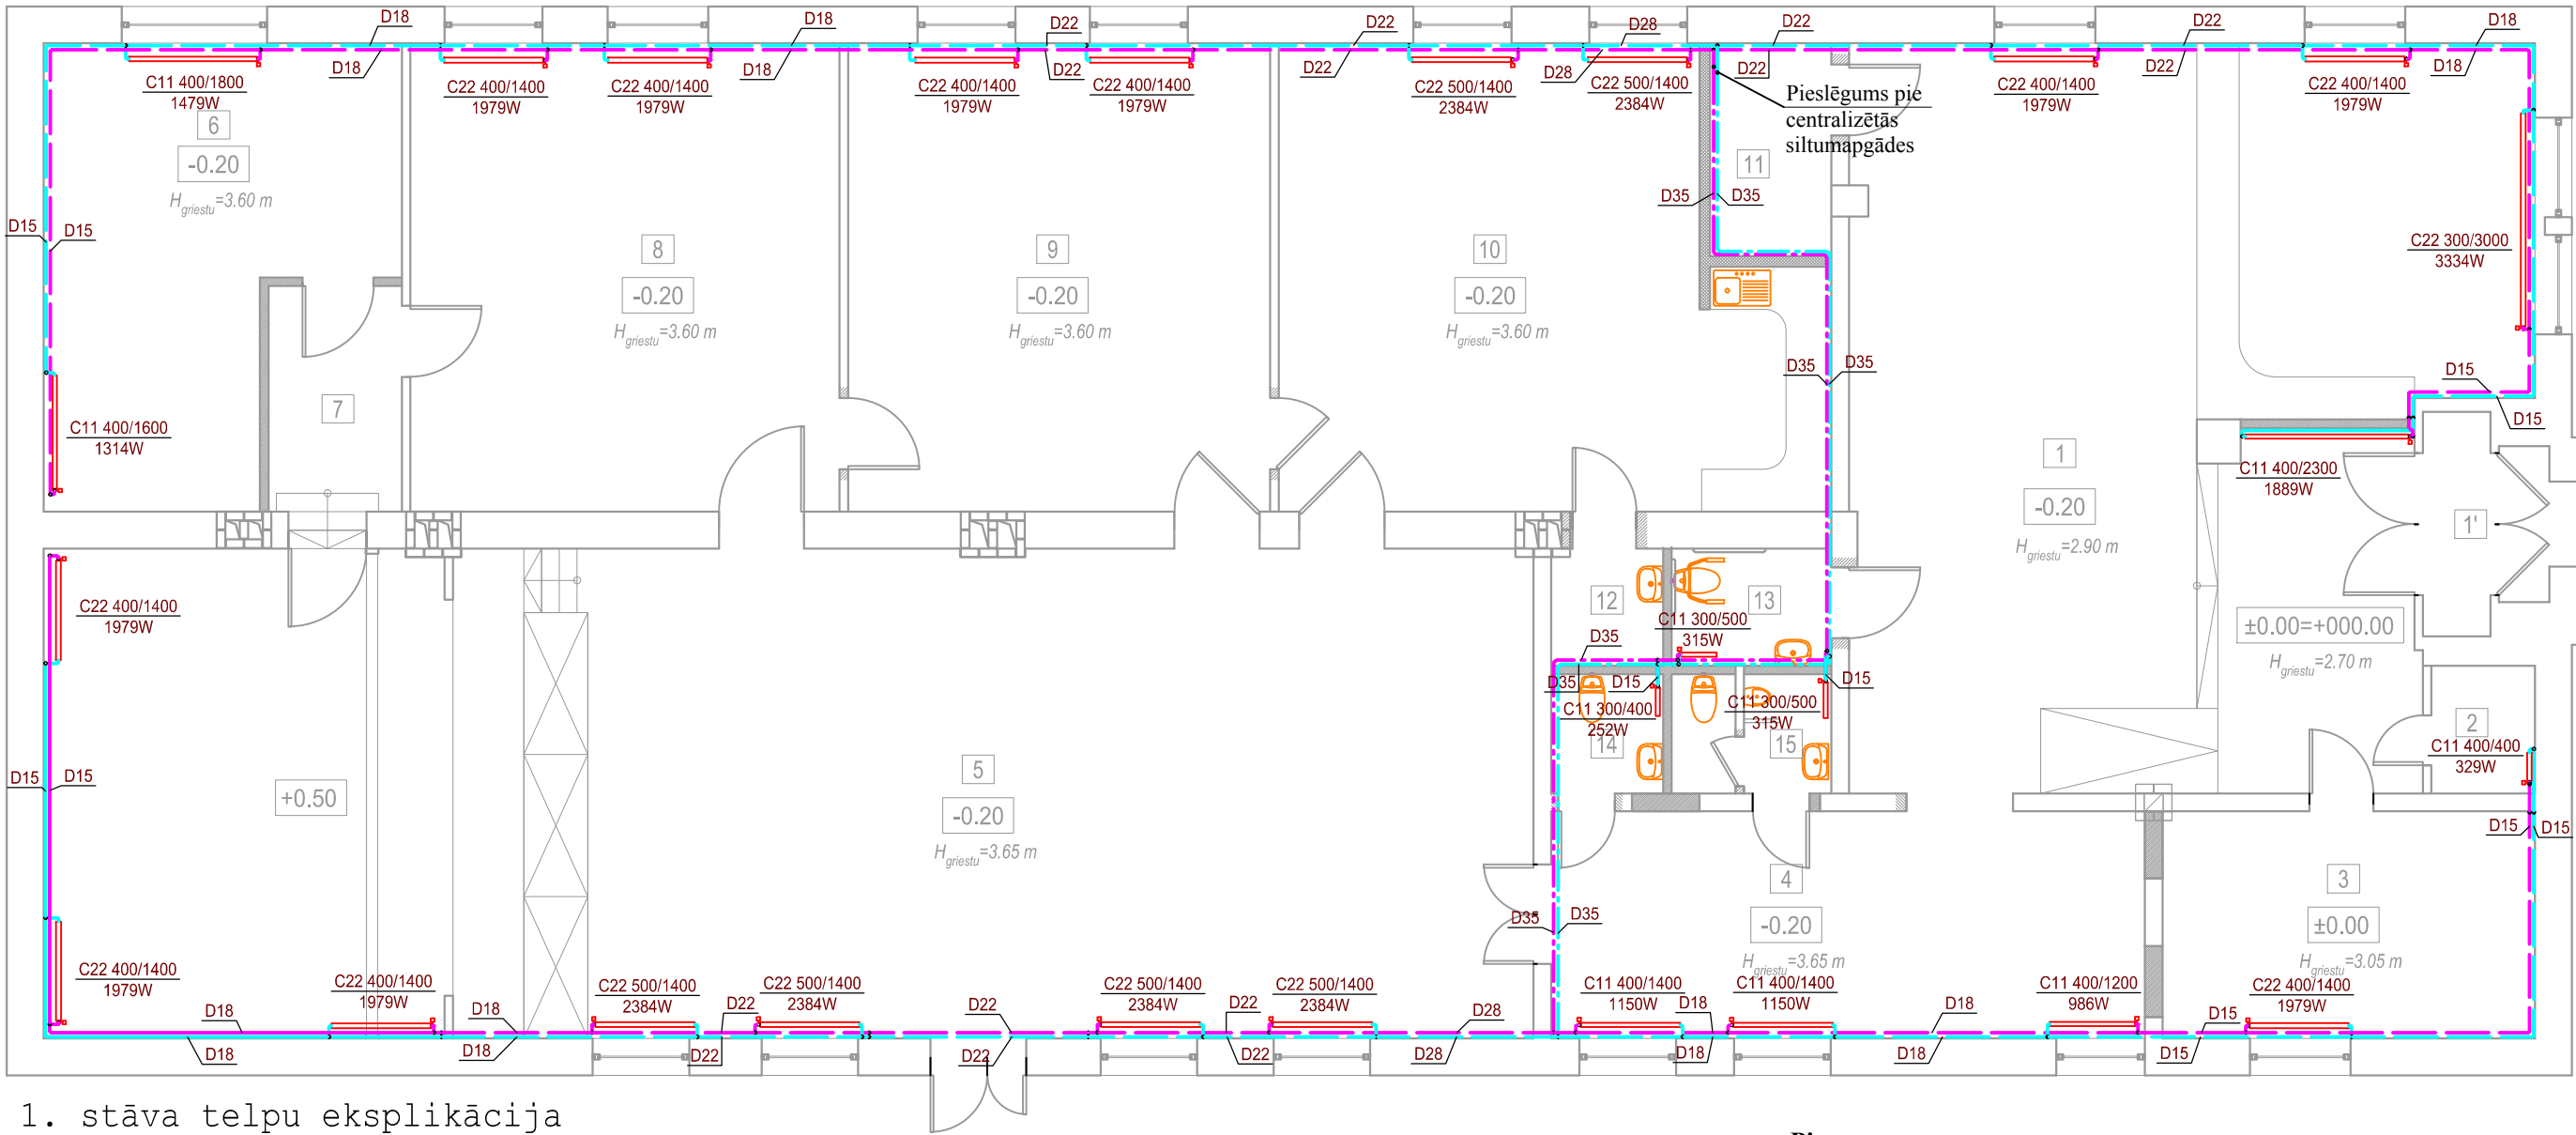 D18
D18
D22
D22
D28
D22
D22
D18
D18
D18
D22
D22
D28
D22
D22
D18
C11 400/1800
1479W
C22 400/1400
1979W
C22 400/1400
1979W
C22 400/1400
1979W
C22 400/1400
1979W
C22 500/1400
2384W
C22 500/1400
2384W
Pieslēgums pie
centralizētās
siltumapgādes
C22 400/1400
1979W
C22 400/1400
1979W
6
-0.20
Hgriestu=3.60 m
11
D35
D35
D15
D15
8
-0.20
Hgriestu=3.60 m
9
-0.20
Hgriestu=3.60 m
10
-0.20
Hgriestu=3.60 m
C22 300/3000
3334W
D35
D35
D15
D15
7
C11 400/1600
1314W
1
-0.20
Hgriestu=2.90 m
C11 400/2300
1889W
1'
C22 400/1400
1979W
12
13
C11 300/500
315W
D35
D35
D15
D15
C11 300/400
252W
C11 300/500
315W
14
15
±0.00=+000.00
Hgriestu=2.70 m
2
C11 400/400
329W
D15
D15
+0.50
5
-0.20
Hgriestu=3.65 m
D15
D15
4
-0.20
Hgriestu=3.65 m
3
±0.00
Hgriestu=3.05 m
D35
D35
C22 400/1400
1979W
C22 400/1400
1979W
C22 500/1400
2384W
C22 500/1400
2384W
C22 500/1400
2384W
C22 500/1400
2384W
C11 400/1400
1150W
C11 400/1400
1150W
C11 400/1200
986W
C22 400/1400
1979W
D18
D18
D22
D22
D22
D28
D18
D18
D15
D18
D18
D22
D22
D22
D28
D18
D18
D15
1. stāva telpu eksplikācija